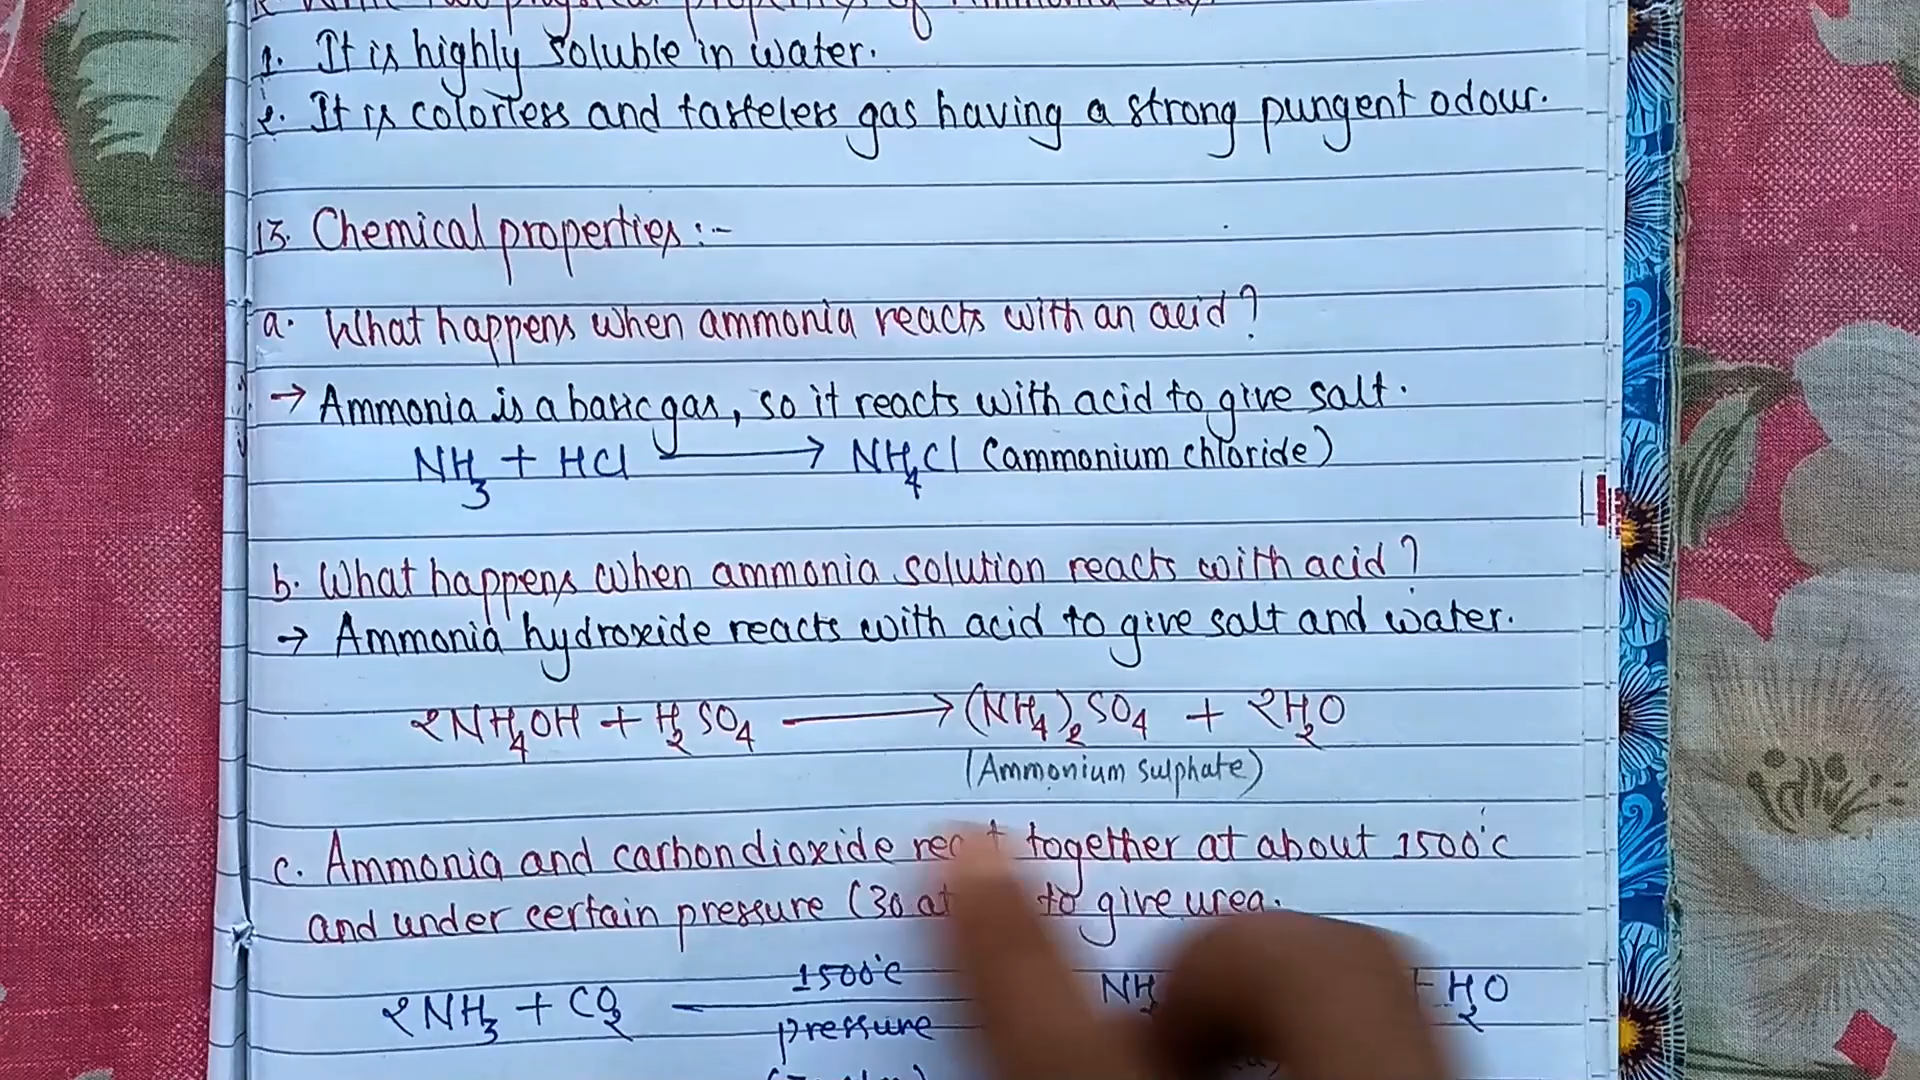 1. It is highly soluble in water.
2. It is colorless and tasteless gas having a strong pungent odour.
13. Chemical properties :-
a. What happens when ammonia reacts with an acid?
→ Ammonia is a basic gas, so it reacts with acid to give salt.
NH₃ + HCl → NH₄Cl (ammonium chloride)
b. What happens when ammonia solution reacts with acid?
→ Ammonia hydroxide reacts with acid to give salt and water.
2NH₄OH + H₂SO₄ → (NH₄)₂SO₄ + 2H₂O
(Ammonium sulphate)
c. Ammonia and carbondioxide react together at about 1500°c
and under certain pressure (30 at to give urea.
1500°c
2NH₃ + CO₂ NH₂ + H₂O
pressure